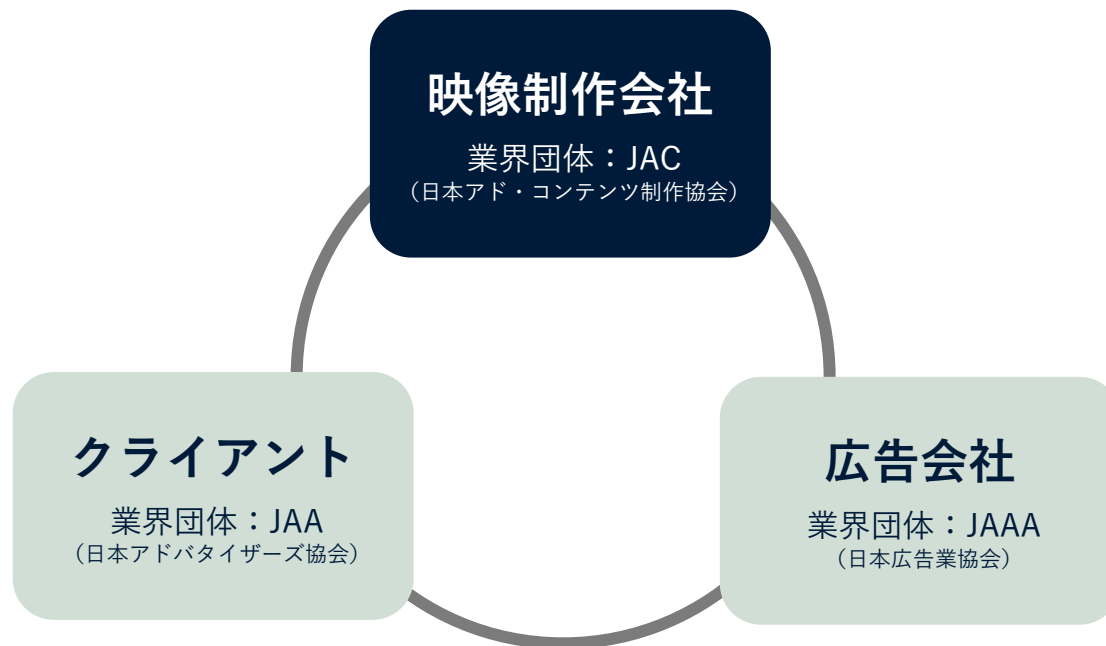 映像制作会社
業界団体：JAC
（日本アド・コンテンツ制作協会）
クライアント
業界団体：JAA
（日本アドバタイザーズ協会）
広告会社
業界団体：JAAA
（日本広告業協会）